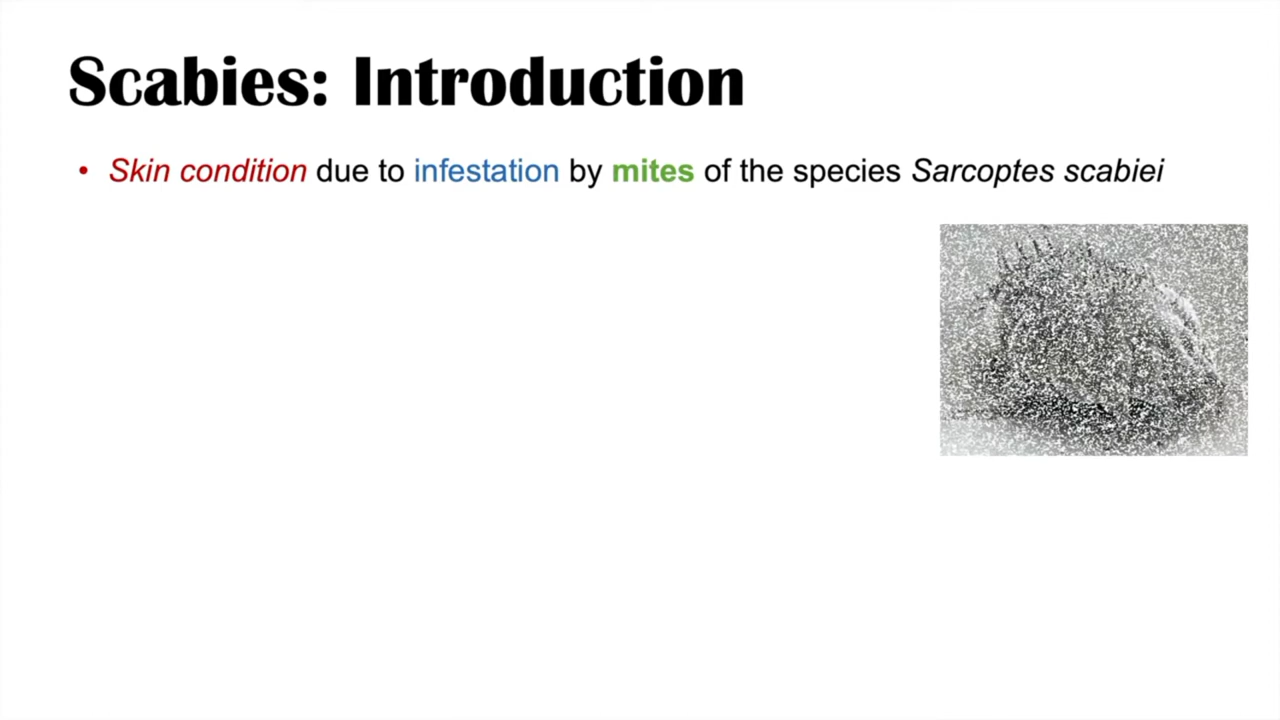 Scabies: Introduction
• Skin condition due to infestation by mites of the species Sarcoptes scabiei